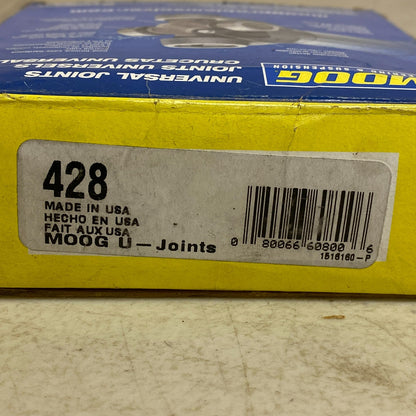 MOOG
UNIVERSAL JOINTS
JOINTS UNIVERSELS
CRUCETAS UNIVERSALES
428
MADE IN USA
HECHO EN USA
FAIT AUX USA
MOOG U-Joints
0 80066 60800 6
1516160-P